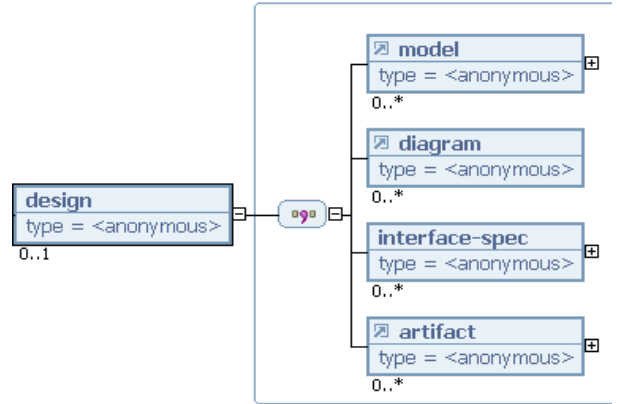 model
type = <anonymous>
0..*
diagram
type = <anonymous>
0..*
design
type = <anonymous>
0..1
interface-spec
type = <anonymous>
0..*
artifact
type = <anonymous>
0..*